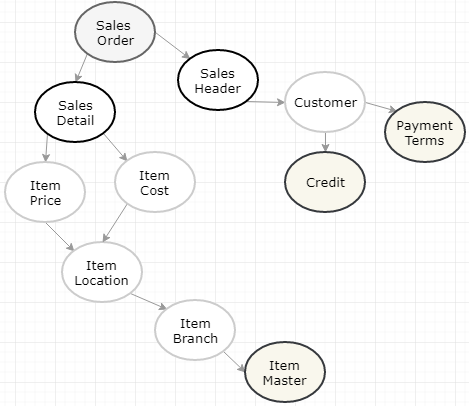 Sales
Order
Sales
Header
Sales
Detail
Customer
Payment
Terms
Item
Price
Item
Cost
Credit
Item
Location
Item
Branch
Item
Master